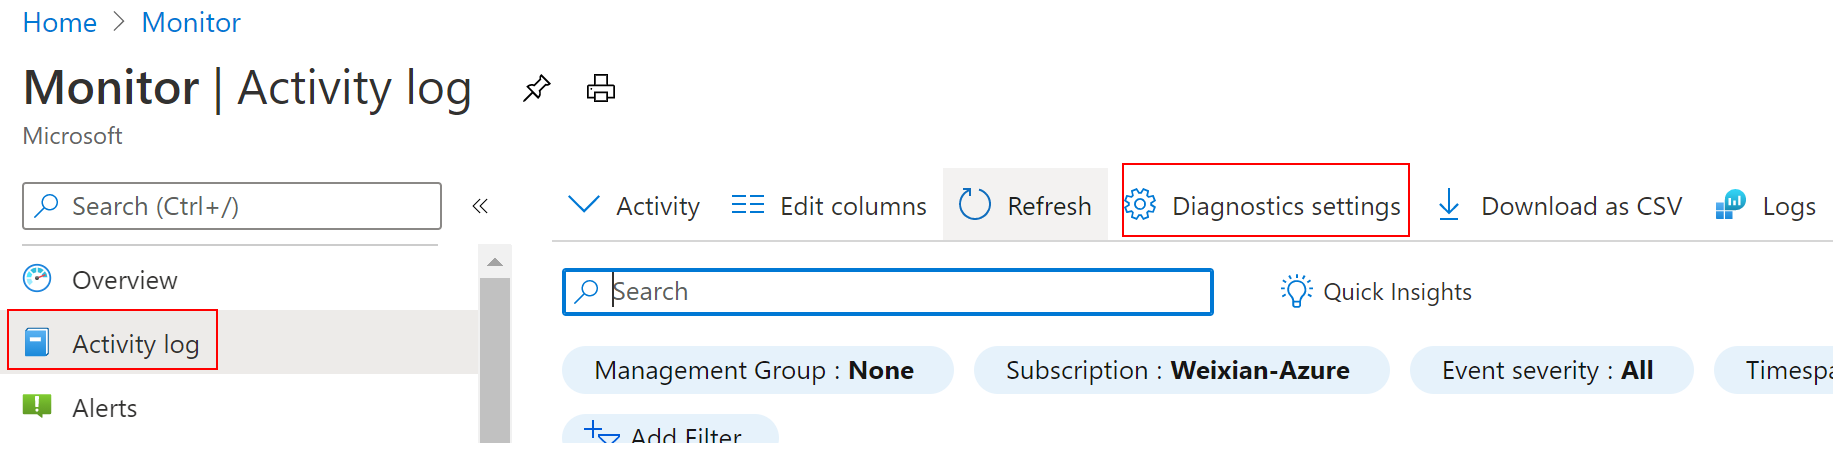 Home > Monitor
Monitor | Activity log
Microsoft
Search (Ctrl+/)
«
Overview
Activity log
Alerts
Activity Edit columns Refresh Diagnostics settings Download as CSV Logs
Search
Quick Insights
Management Group : None Subscription : Weixian-Azure Event severity : All
Add Filter